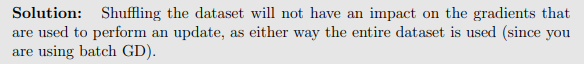 Solution: Shuffling the dataset will not have an impact on the gradients that
are used to perform an update, as either way the entire dataset is used (since you
are using batch GD).